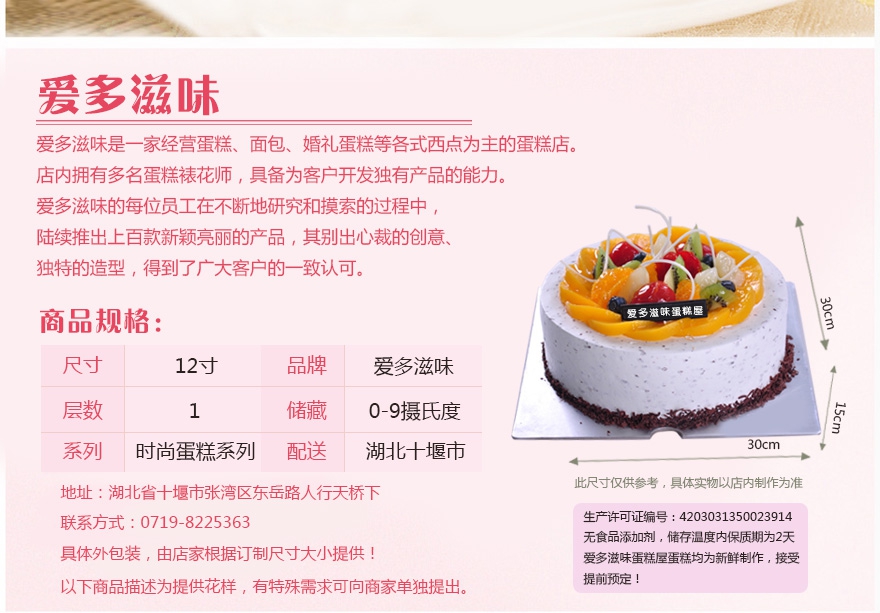 爱多滋味
爱多滋味是一家经营蛋糕、面包、婚礼蛋糕等各式西点为主的蛋糕店。
店内拥有多名蛋糕裱花师，具备为客户开发独有产品的能力。
爱多滋味的每位员工在不断地研究和摸索的过程中，
陆续推出上百款新颖亮丽的产品，其别出心裁的创意、
独特的造型，得到了广大客户的一致认可。
商品规格：
尺寸 12寸 品牌 爱多滋味
层数 1 储藏 0-9摄氏度
系列 时尚蛋糕系列 配送 湖北十堰市
地址：湖北省十堰市张湾区东岳路人行天桥下
联系方式：0719-8225363
具体外包装，由店家根据订制尺寸大小提供！
以下商品描述为提供花样，有特殊需求可向商家单独提出。
爱多滋味蛋糕屋
30cm
15cm
30cm
此尺寸仅供参考，具体实物以店内制作为准
生产许可证编号：4203031350023914
无食品添加剂，储存温度内保质期为2天
爱多滋味蛋糕屋蛋糕均为新鲜制作，接受
提前预定！